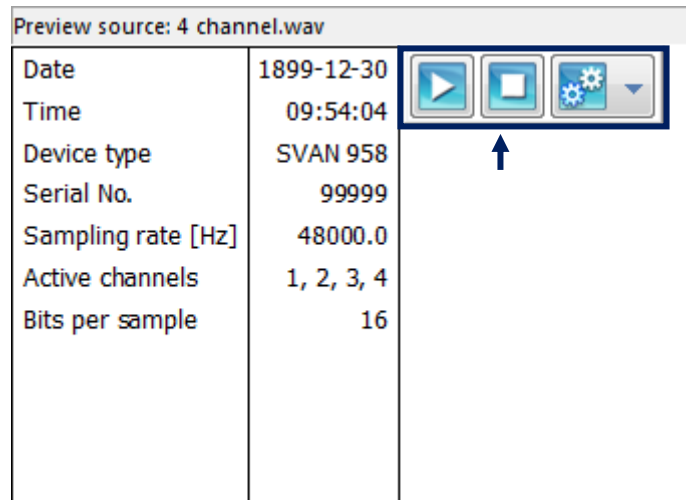 Preview source: 4 channel.wav
Date 1899-12-30
Time 09:54:04
Device type SVAN 958
Serial No. 99999
Sampling rate [Hz] 48000.0
Active channels 1, 2, 3, 4
Bits per sample 16